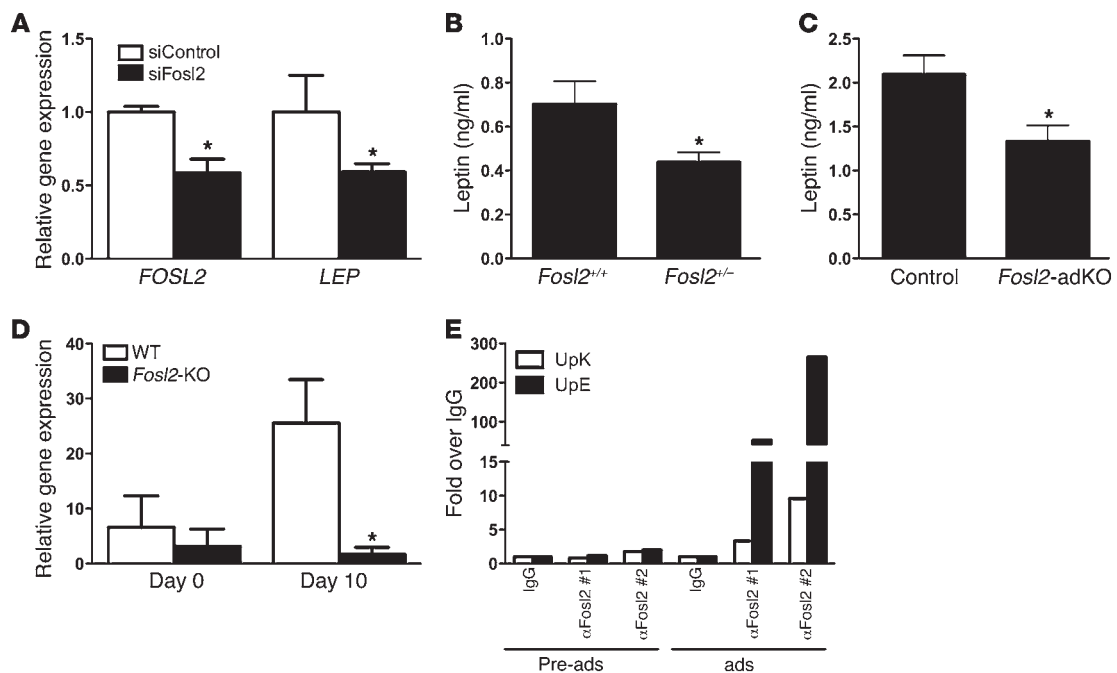 A
Relative gene expression
1.5
1.0
0.5
0.0
siControl
siFosl2
*
*
FOSL2
LEP
B
Leptin (ng/ml)
1.0
0.8
0.6
0.4
0.2
0.0
*
Fosl2+/+
Fosl2+/–
C
Leptin (ng/ml)
2.5
2.0
1.5
1.0
0.5
0.0
*
Control
Fosl2-adKO
D
Relative gene expression
40
30
20
10
0
WT
Fosl2-KO
*
Day 0
Day 10
E
Fold over IgG
300
200
100
15
10
5
0
UpK
UpE
IgG
αFosl2 #1
αFosl2 #2
IgG
αFosl2 #1
αFosl2 #2
Pre-ads
ads